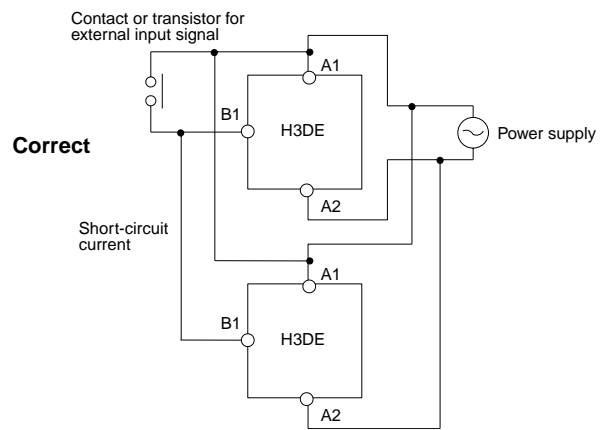 Contact or transistor for
external input signal
A1
B1
H3DE
Power supply
Correct
A2
Short-circuit
current
A1
B1
H3DE
A2